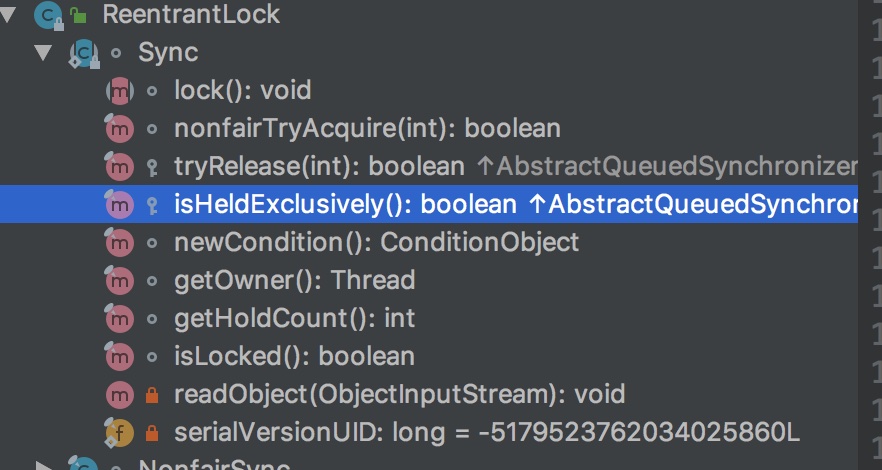 ReentrantLock
Sync
lock(): void
nonfairTryAcquire(int): boolean
tryRelease(int): boolean ↑AbstractQueuedSynchronizer
isHeldExclusively(): boolean ↑AbstractQueuedSynchron
newCondition(): ConditionObject
getOwner(): Thread
getHoldCount(): int
isLocked(): boolean
readObject(ObjectInputStream): void
serialVersionUID: long = -5179523762034025860L
NonfairSync